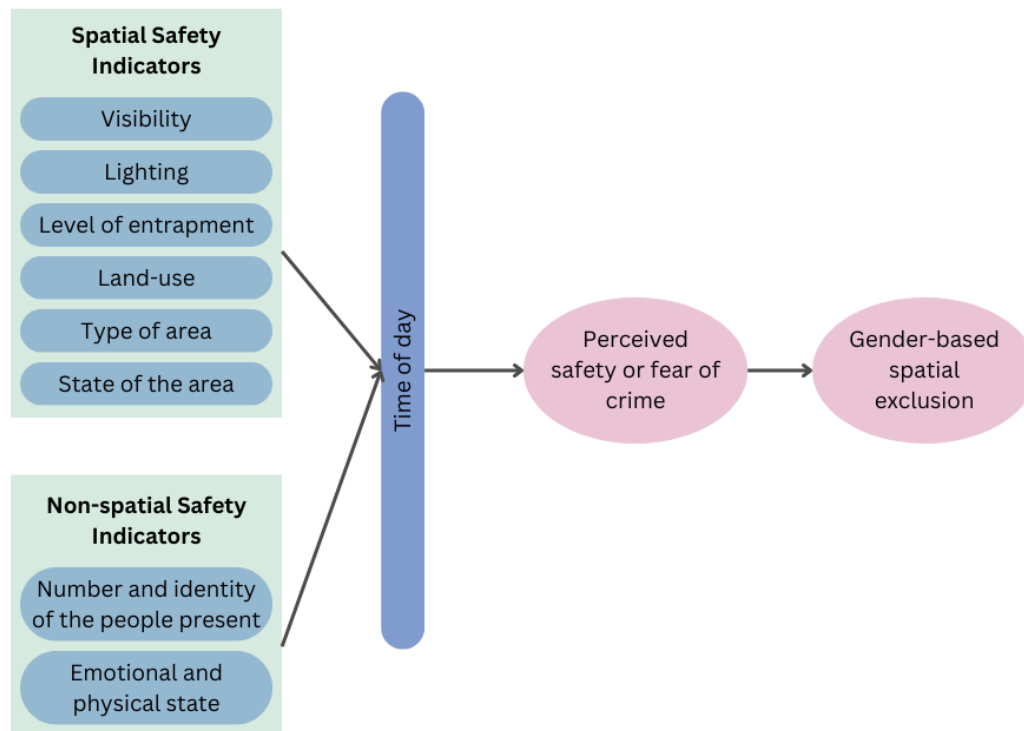 Spatial Safety
Indicators
Visibility
Lighting
Level of entrapment
Land-use
Type of area
State of the area
Non-spatial Safety
Indicators
Number and identity
of the people present
Emotional and
physical state
Time of day
Perceived
safety or fear of
crime
Gender-based
spatial
exclusion